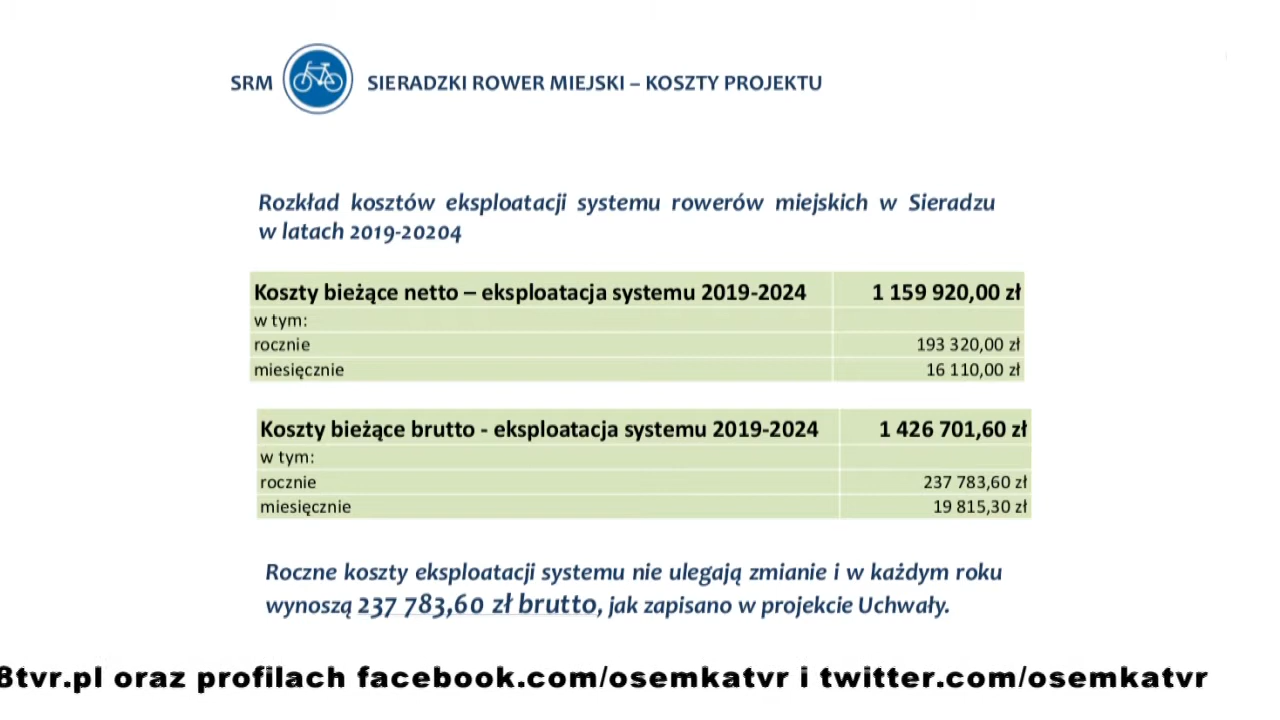 SRM SIERADZKI ROWER MIEJSKI – KOSZTY PROJEKTU
Rozkład kosztów eksploatacji systemu rowerów miejskich w Sieradzu
w latach 2019-20204
Koszty bieżące netto – eksploatacja systemu 2019-2024 1 159 920,00 zł
w tym:
rocznie 193 320,00 zł
miesięcznie 16 110,00 zł
Koszty bieżące brutto - eksploatacja systemu 2019-2024 1 426 701,60 zł
w tym:
rocznie 237 783,60 zł
miesięcznie 19 815,30 zł
Roczne koszty eksploatacji systemu nie ulegają zmianie i w każdym roku
wynoszą 237 783,60 zł brutto, jak zapisano w projekcie Uchwały.
8tvr.pl oraz profilach facebook.com/osemkatvr i twitter.com/osemkatvr